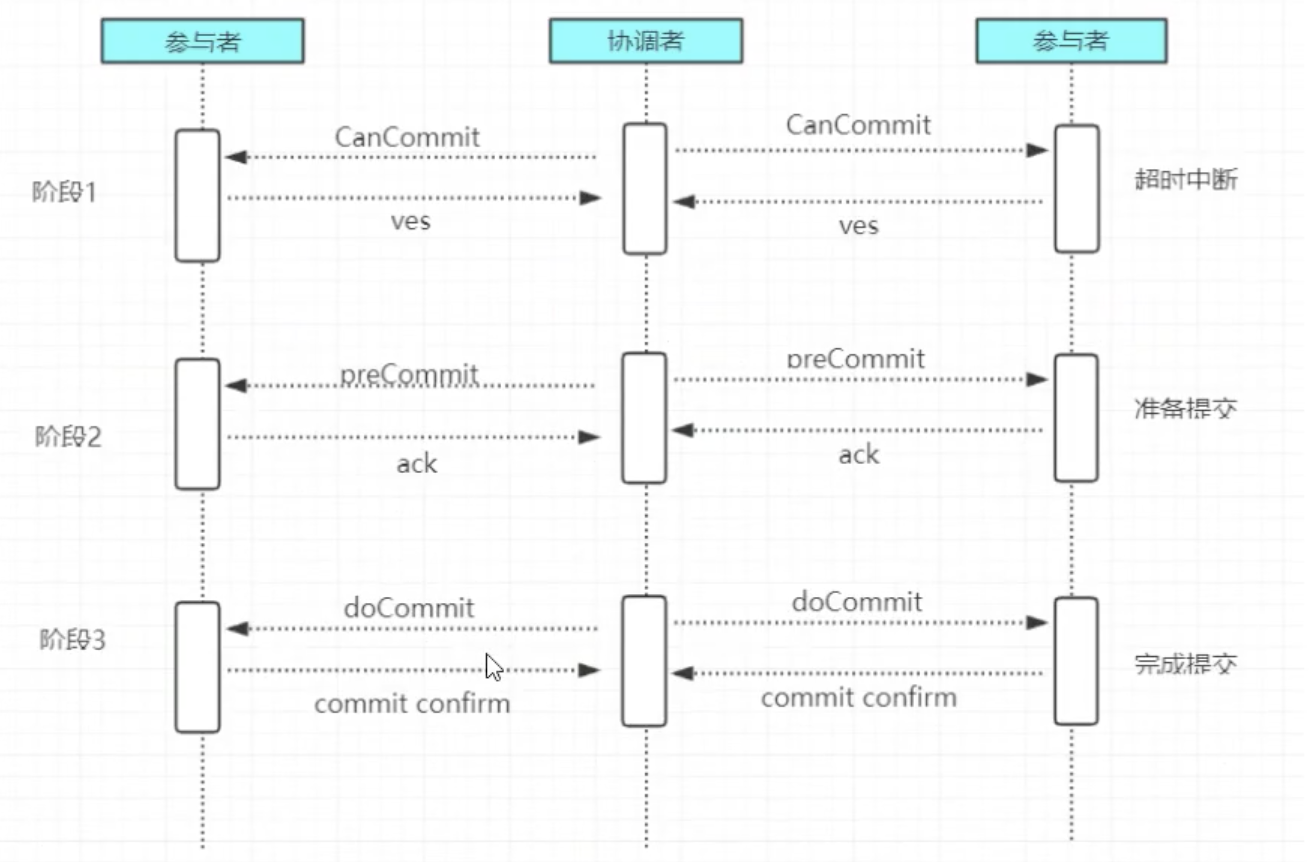 参与者
协调者
参与者
CanCommit
CanCommit
阶段1
超时中断
yes
yes
preCommit
preCommit
阶段2
准备提交
ack
ack
doCommit
doCommit
阶段3
完成提交
commit confirm
commit confirm